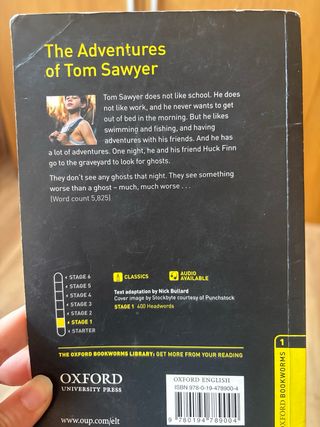 The Adventures
of Tom Sawyer
Tom Sawyer does not like school. He does
not like work, and he never wants to get
out of bed in the morning. But he likes
swimming and fishing, and having
adventures with his friends. And he has
a lot of adventures. One night, he and his friend Huck Finn
go to the graveyard to look for ghosts.
They don't see any ghosts that night. They see something
worse than a ghost – much, much worse . . .
(Word count 5,825)
STAGE 6
STAGE 5
STAGE 4
STAGE 3
STAGE 2
STAGE 1
STARTER
CLASSICS
AUDIO
AVAILABLE
Text adaptation by Nick Bullard
Cover image by Stockbyte courtesy of Punchstock
STAGE 1 400 Headwords
THE OXFORD BOOKWORMS LIBRARY: GET MORE FROM YOUR READING
OXFORD
UNIVERSITY PRESS
www.oup.com/elt
OXFORD ENGLISH
ISBN 978-0-19-478900-4
9 780194 789004
OXFORD BOOKWORMS 1